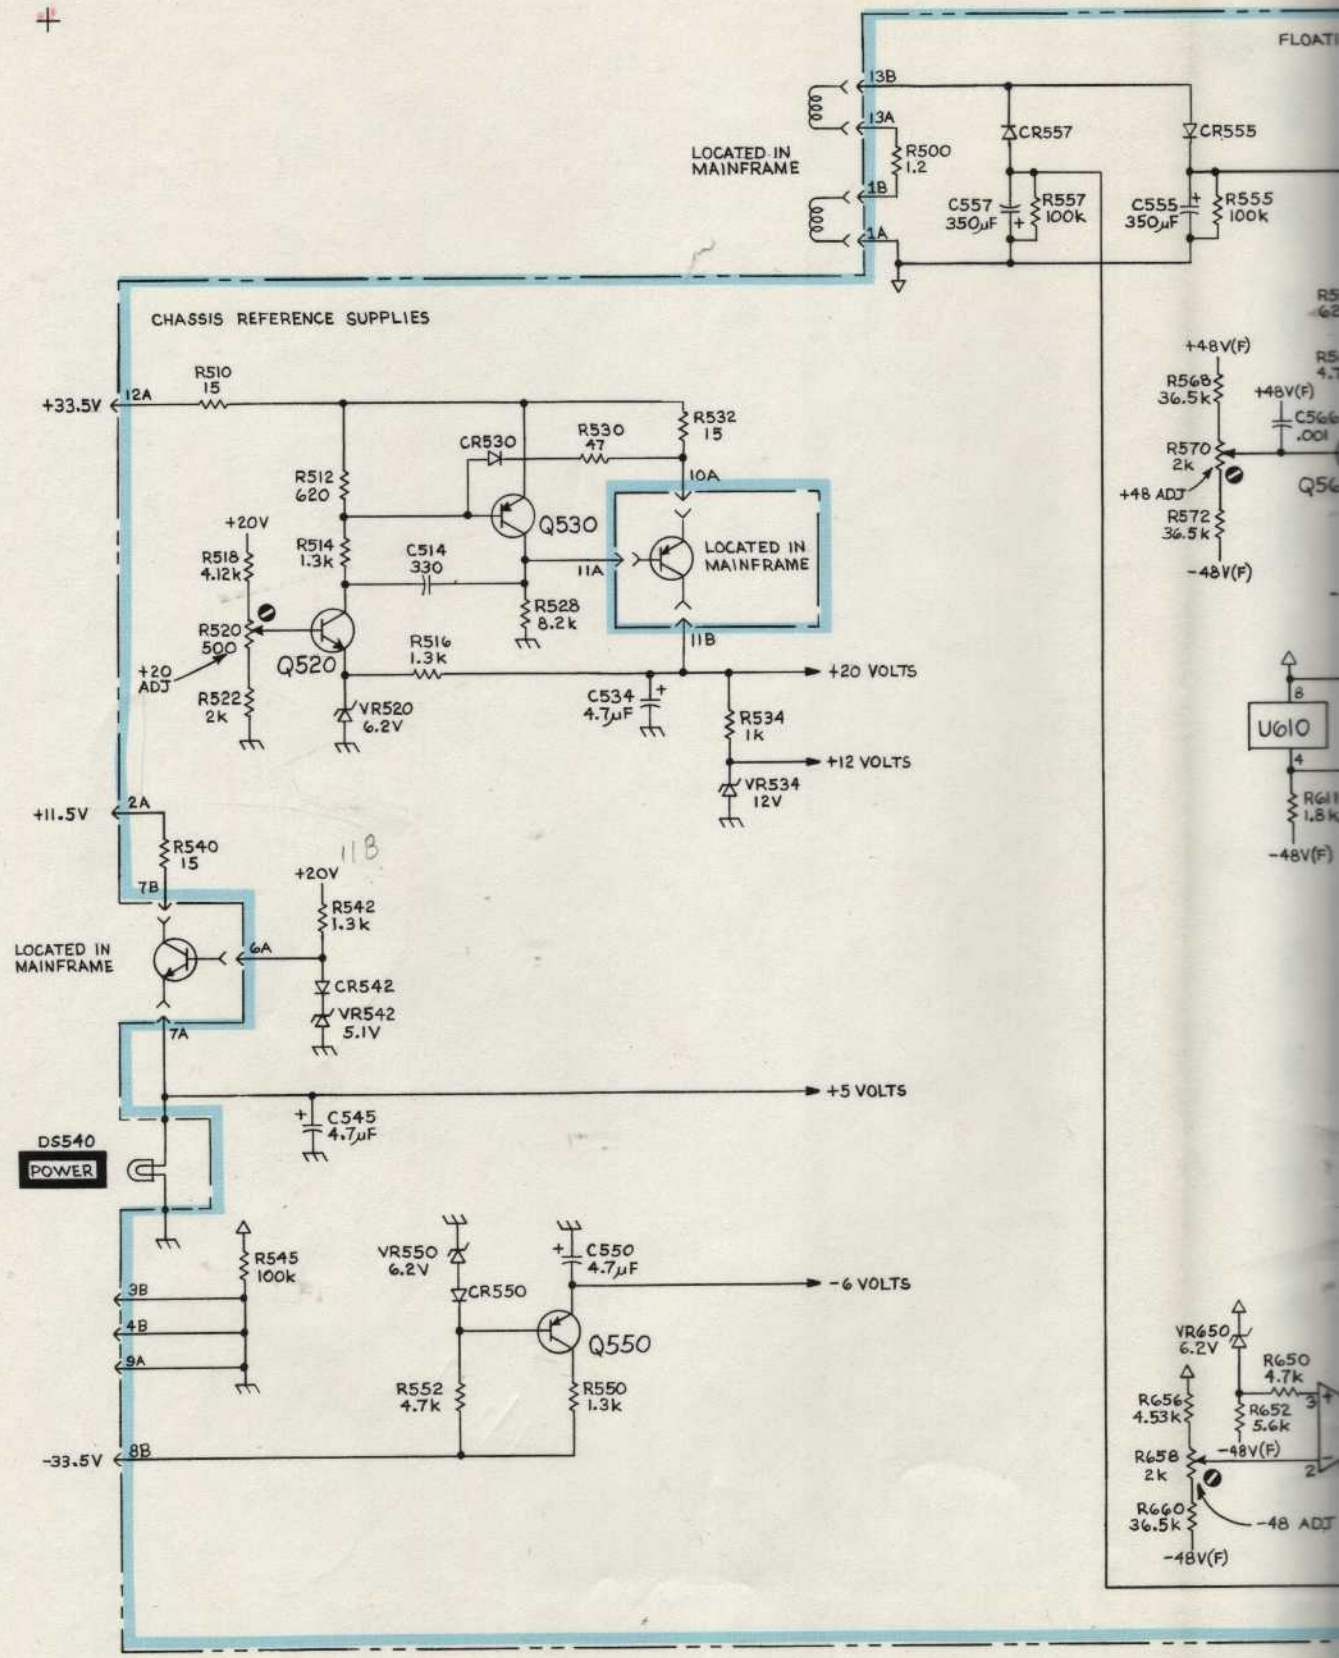 FLOATI
13B
13A
CR557
CR555
LOCATED IN
MAINFRAME
R500
1.2
1B
C557
350µF
+
R557
100k
C555
350µF
+
R555
100k
1A
CHASSIS REFERENCE SUPPLIES
+48V(F)
R568
36.5k
+48V(F)
C566
.001
R570
2k
+48 ADJ
R572
36.5k
-48V(F)
+33.5V
12A
R510
15
CR530
R530
47
R532
15
10A
R512
620
Q530
LOCATED IN
MAINFRAME
+20V
R518
4.12k
R514
1.3k
C514
330
11A
R528
8.2k
R520
500
+20
ADJ
Q520
R516
1.3k
11B
+20 VOLTS
R522
2k
VR520
6.2V
C534
4.7µF
+
R534
1k
+12 VOLTS
VR534
12V
8
U610
4
R611
1.8k
-48V(F)
+11.5V
2A
R540
15
11B
7B
+20V
R542
1.3k
LOCATED IN
MAINFRAME
6A
CR542
VR542
5.1V
7A
+5 VOLTS
+
C545
4.7µF
DS540
POWER
R545
100k
VR550
6.2V
+
C550
4.7µF
CR550
-6 VOLTS
3B
4B
9A
Q550
R552
4.7k
R550
1.3k
-33.5V
8B
VR650
6.2V
R650
4.7k
3
+
R656
4.53k
R652
5.6k
-48V(F)
R658
2k
2
-
R660
36.5k
-48 ADJ
-48V(F)